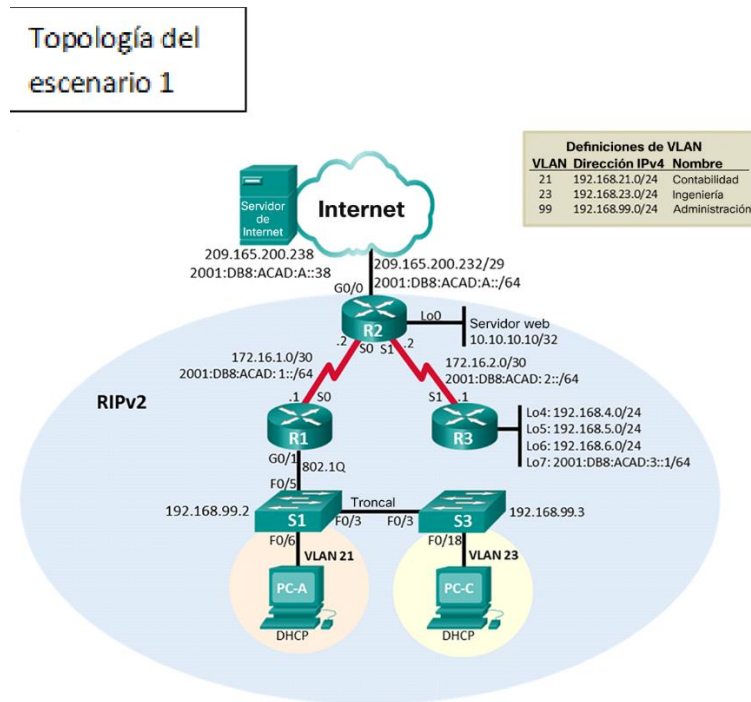 Topología del
escenario 1
Definiciones de VLAN
VLAN Dirección IPv4 Nombre
21 192.168.21.0/24 Contabilidad
23 192.168.23.0/24 Ingeniería
99 192.168.99.0/24 Administración
Servidor
de
Internet
Internet
209.165.200.238
2001:DB8:ACAD:A::38
209.165.200.232/29
2001:DB8:ACAD:A::/64
G0/0
R2
Lo0
Servidor web
10.10.10.10/32
.2
S0
S1
.2
172.16.1.0/30
2001:DB8:ACAD: 1::/64
172.16.2.0/30
2001:DB8:ACAD: 2::/64
RIPv2
.1
S0
S1
.1
R1
R3
Lo4: 192.168.4.0/24
Lo5: 192.168.5.0/24
Lo6: 192.168.6.0/24
Lo7: 2001:DB8:ACAD:3::1/64
G0/1
802.1Q
F0/5
192.168.99.2
S1
F0/3
Troncal
F0/3
S3
192.168.99.3
F0/6
VLAN 21
F0/18
VLAN 23
PC-A
PC-C
DHCP
DHCP